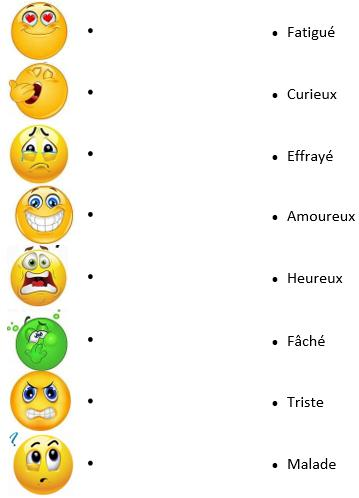 • Fatigué
• Curieux
• Effrayé
• Amoureux
• Heureux
• Fâché
• Triste
?
• Malade